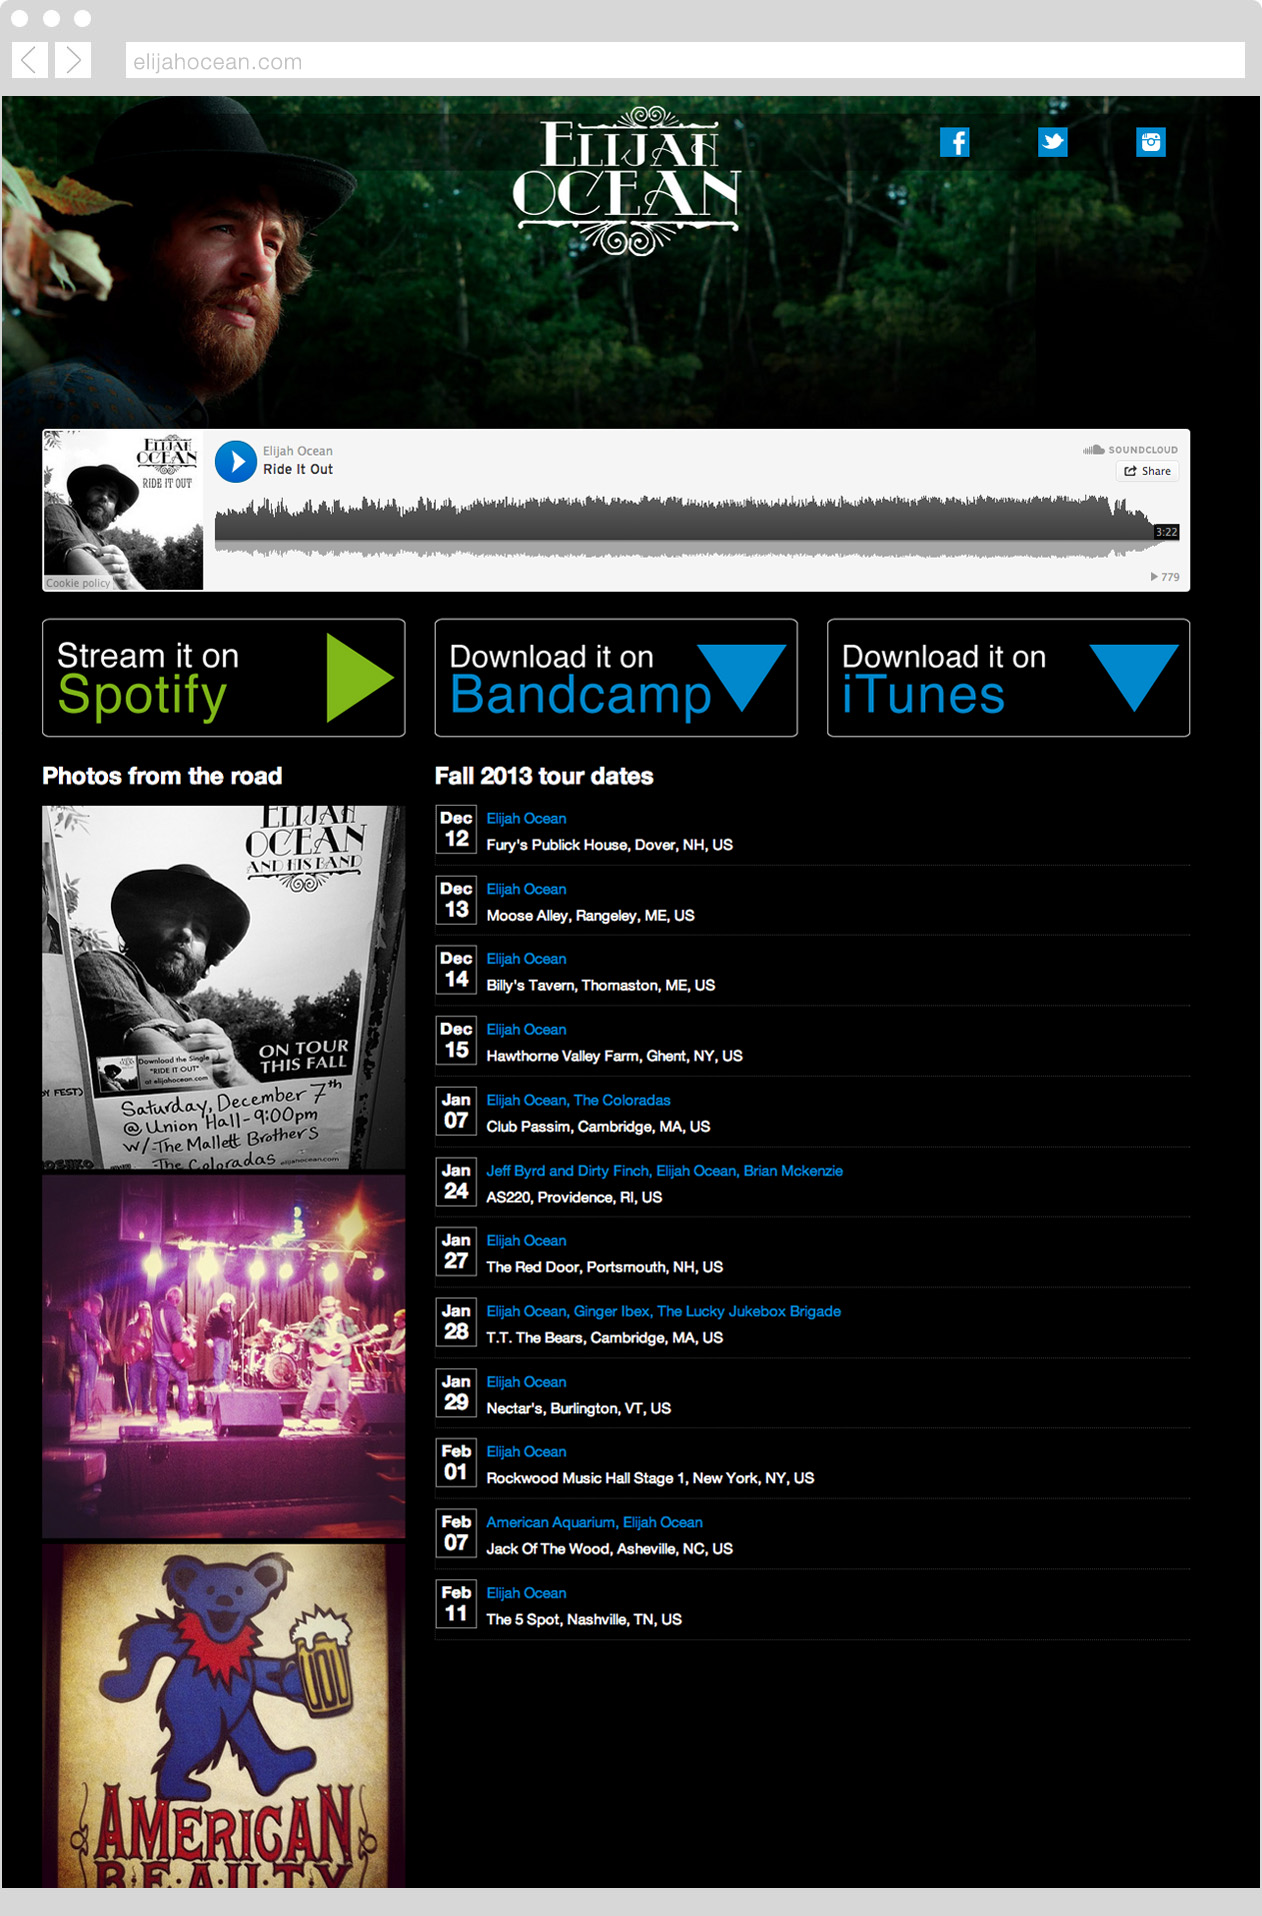 elijahocean.com
ELIJAH
OCEAN
Elijah Ocean
Ride It Out
SOUNDCLOUD
Share
ELIJAH
OCEAN
RIDE IT OUT
3:22
Cookie policy
779
Stream it on
Spotify
Download it on
Bandcamp
Download it on
iTunes
Photos from the road
ELIJAH
OCEAN
AND HIS BAND
ON TOUR
THIS FALL
Download the Single
"RIDE IT OUT"
at elijahocean.com
Y FEST)
Saturday, December 7th
@ Union Hall - 9:00pm
w/ - The Mallett Brothers
- The Coloradas
elijahocean.com
AMERICAN
BEAUTY
Fall 2013 tour dates
Dec
12
Elijah Ocean
Fury's Publick House, Dover, NH, US
Dec
13
Elijah Ocean
Moose Alley, Rangeley, ME, US
Dec
14
Elijah Ocean
Billy's Tavern, Thomaston, ME, US
Dec
15
Elijah Ocean
Hawthorne Valley Farm, Ghent, NY, US
Jan
07
Elijah Ocean, The Coloradas
Club Passim, Cambridge, MA, US
Jan
24
Jeff Byrd and Dirty Finch, Elijah Ocean, Brian Mckenzie
AS220, Providence, RI, US
Jan
27
Elijah Ocean
The Red Door, Portsmouth, NH, US
Jan
28
Elijah Ocean, Ginger Ibex, The Lucky Jukebox Brigade
T.T. The Bears, Cambridge, MA, US
Jan
29
Elijah Ocean
Nectar's, Burlington, VT, US
Feb
01
Elijah Ocean
Rockwood Music Hall Stage 1, New York, NY, US
Feb
07
American Aquarium, Elijah Ocean
Jack Of The Wood, Asheville, NC, US
Feb
11
Elijah Ocean
The 5 Spot, Nashville, TN, US